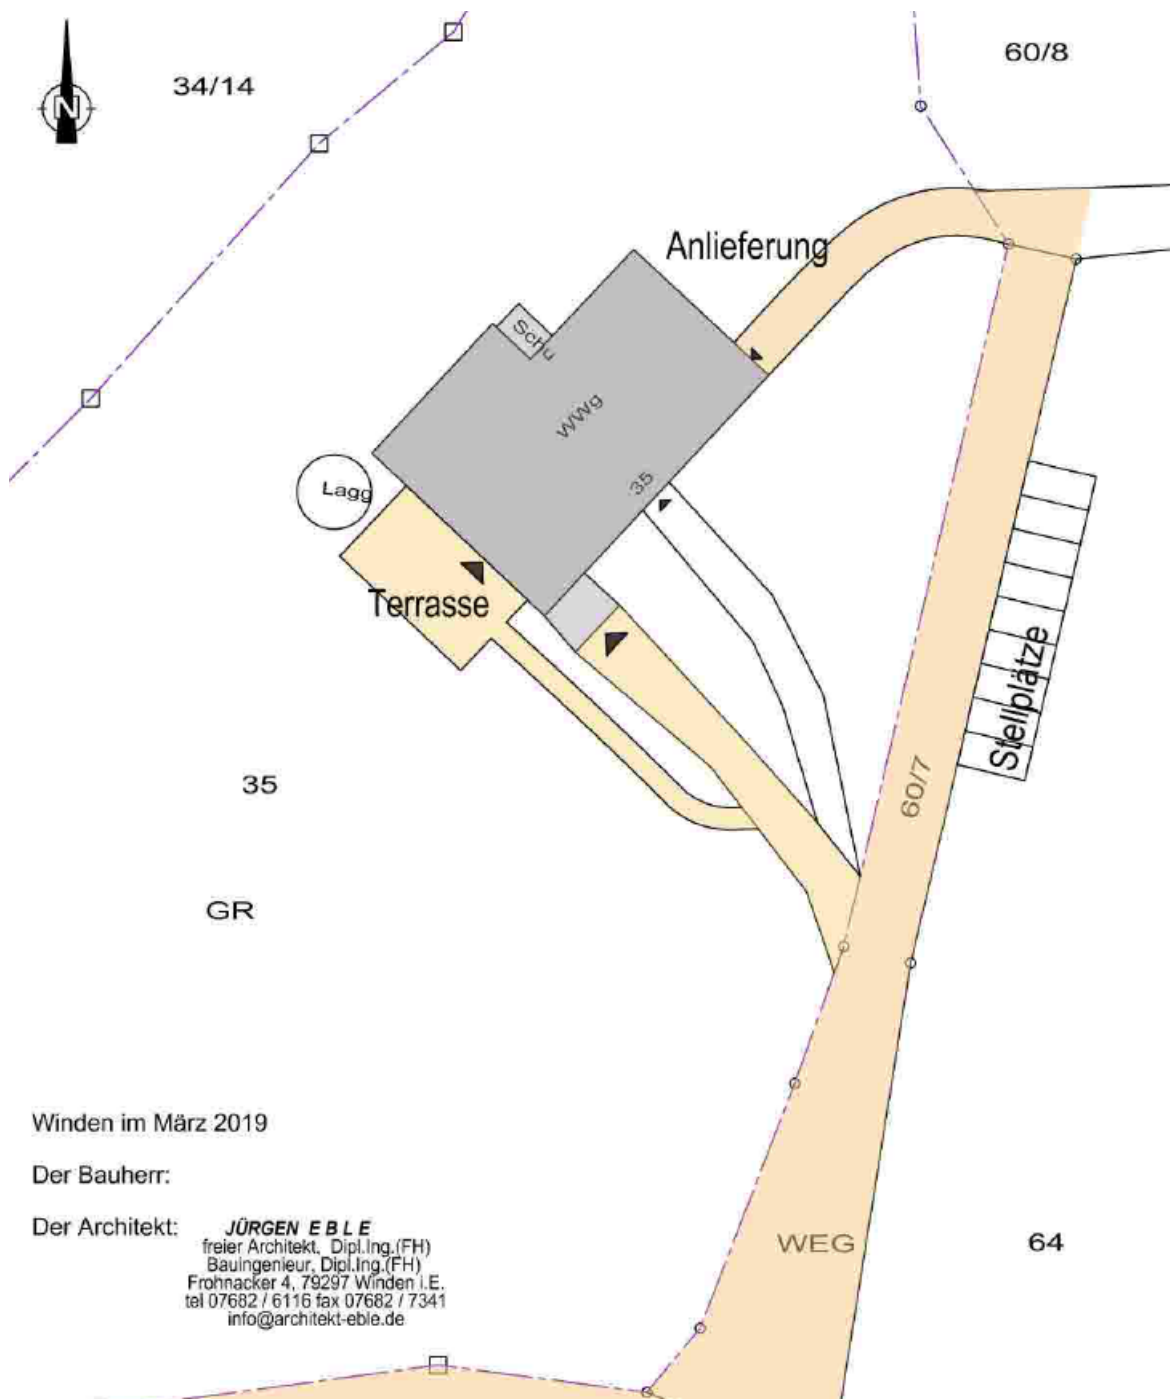 N
34/14
60/8
Anlieferung
Schu
WWg
35
Lagg
Terrasse
Stellplätze
60/7
35
GR
Winden im März 2019
Der Bauherr:
Der Architekt:
JÜRGEN E B L E
freier Architekt, Dipl.Ing.(FH)
Bauingenieur, Dipl.Ing.(FH)
Frohnacker 4, 79297 Winden i.E.
tel 07682 / 6116 fax 07682 / 7341
info@architekt-eble.de
WEG
64